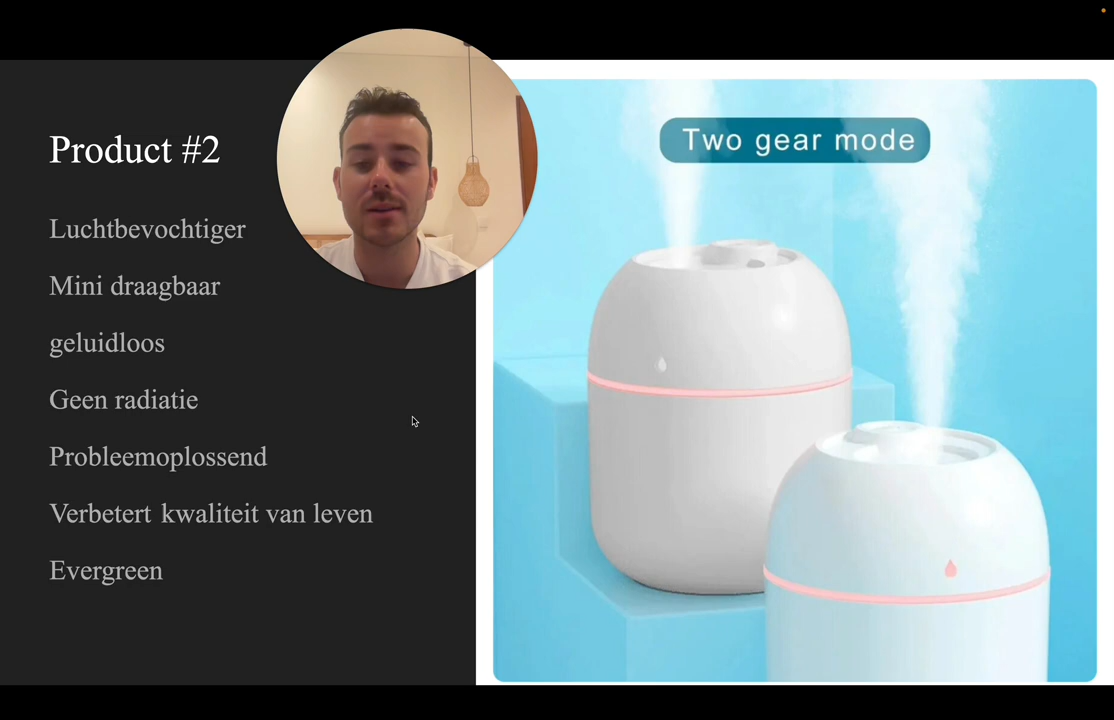 Product #2
Luchtbevochtiger
Mini draagbaar
geluidloos
Geen radiatie
Probleemoplossend
Verbetert kwaliteit van leven
Evergreen
Two gear mode